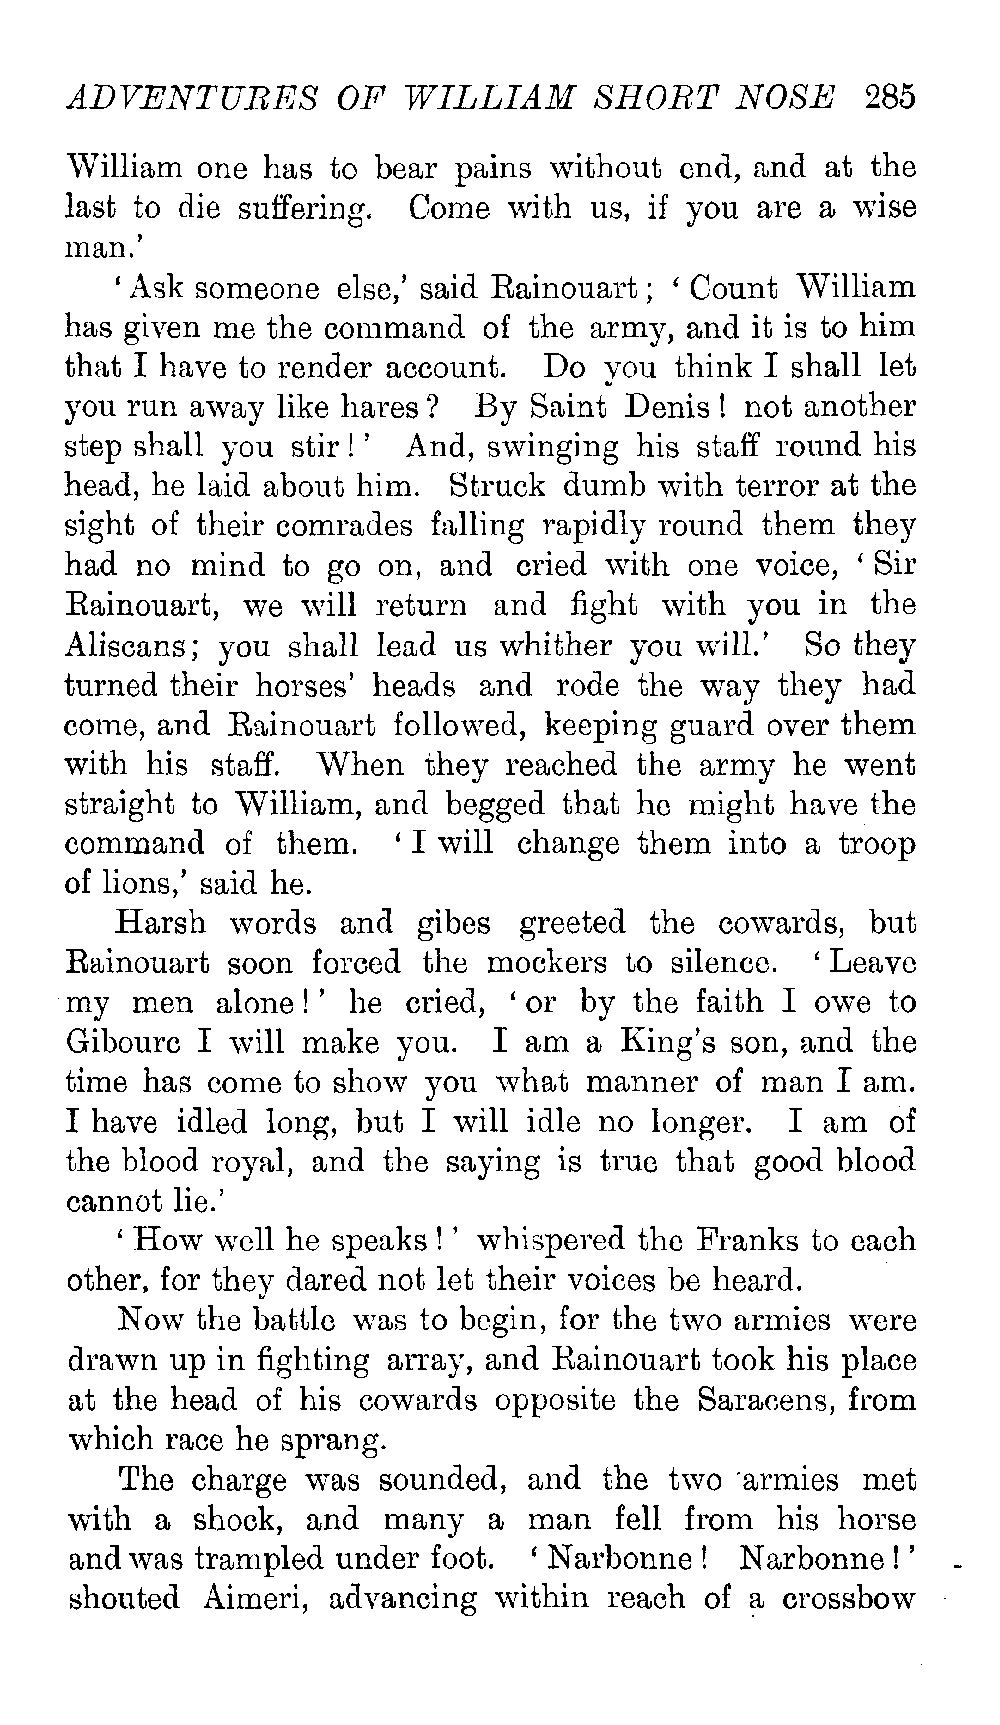 ADVENTURES OF WILLIAM SHORT NOSE 285
William one has to bear pains without end, and at the
last to die suffering. Come with us, if you are a wise
man.'
'Ask someone else,' said Rainouart; 'Count William
has given me the command of the army, and it is to him
that I have to render account. Do you think I shall let
you run away like hares? By Saint Denis! not another
step shall you stir!' And, swinging his staff round his
head, he laid about him. Struck dumb with terror at the
sight of their comrades falling rapidly round them they
had no mind to go on, and cried with one voice, 'Sir
Rainouart, we will return and fight with you in the
Aliscans; you shall lead us whither you will.' So they
turned their horses' heads and rode the way they had
come, and Rainouart followed, keeping guard over them
with his staff. When they reached the army he went
straight to William, and begged that he might have the
command of them. 'I will change them into a troop
of lions,' said he.
Harsh words and gibes greeted the cowards, but
Rainouart soon forced the mockers to silence. 'Leave
my men alone!' he cried, 'or by the faith I owe to
Gibourc I will make you. I am a King's son, and the
time has come to show you what manner of man I am.
I have idled long, but I will idle no longer. I am of
the blood royal, and the saying is true that good blood
cannot lie.'
'How well he speaks!' whispered the Franks to each
other, for they dared not let their voices be heard.
Now the battle was to begin, for the two armies were
drawn up in fighting array, and Rainouart took his place
at the head of his cowards opposite the Saracens, from
which race he sprang.
The charge was sounded, and the two armies met
with a shock, and many a man fell from his horse
and was trampled under foot. 'Narbonne! Narbonne!'
shouted Aimeri, advancing within reach of a crossbow